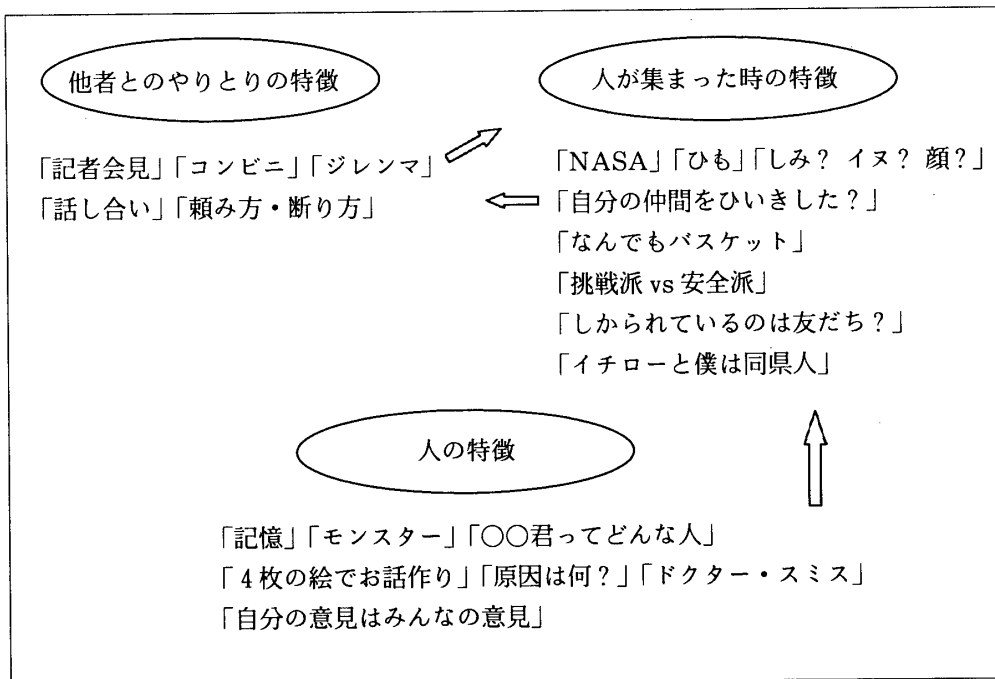 他者とのやりとりの特徴
「記者会見」「コンビニ」「ジレンマ」
「話し合い」「頼み方・断り方」
人が集まった時の特徴
「NASA」「ひも」「しみ? イヌ? 顔?」
「自分の仲間をひいきした?」
「なんでもバスケット」
「挑戦派 vs 安全派」
「しかられているのは友だち?」
「イチローと僕は同県人」
人の特徴
「記憶」「モンスター」「○○君ってどんな人」
「4枚の絵でお話作り」「原因は何?」「ドクター・スミス」
「自分の意見はみんなの意見」